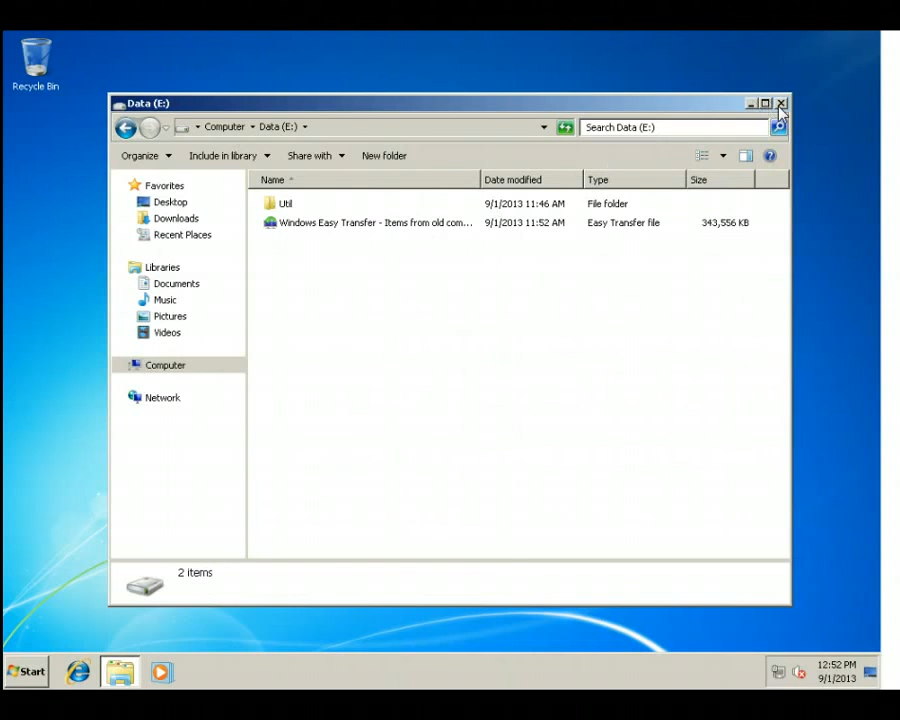 Recycle Bin
Data (E:)
Computer Data (E:)
Search Data (E:)
Organize Include in library Share with New folder
Name Date modified Type Size
Favorites
Desktop
Downloads
Recent Places
Libraries
Documents
Music
Pictures
Videos
Computer
Network
Util 9/1/2013 11:46 AM File folder
Windows Easy Transfer - Items from old com... 9/1/2013 11:52 AM Easy Transfer file 343,556 KB
2 items
Start
12:52 PM
9/1/2013